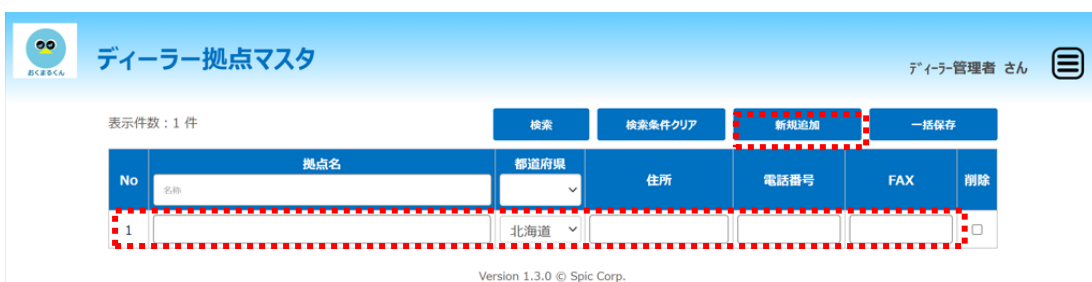 おくまるくん
ディーラー拠点マスタ
ディーラー管理者 さん
表示件数：1 件
検索
検索条件クリア
新規追加
一括保存
No
拠点名
名称
都道府県
住所
電話番号
FAX
削除
1
北海道
Version 1.3.0 © Spic Corp.